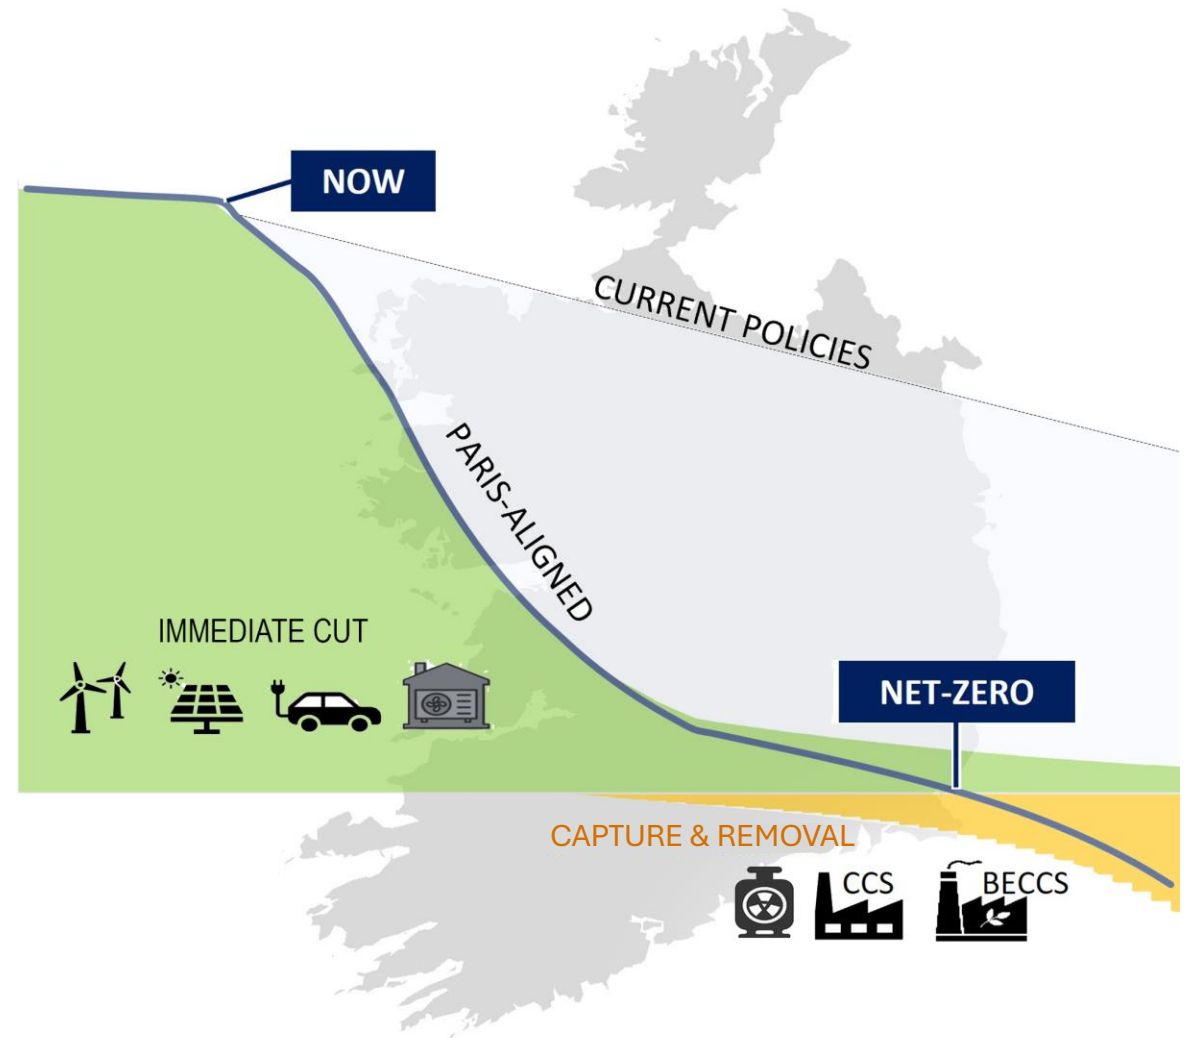 NOW
CURRENT POLICIES
PARIS-ALIGNED
IMMEDIATE CUT
NET-ZERO
CAPTURE & REMOVAL
CCS
BECCS